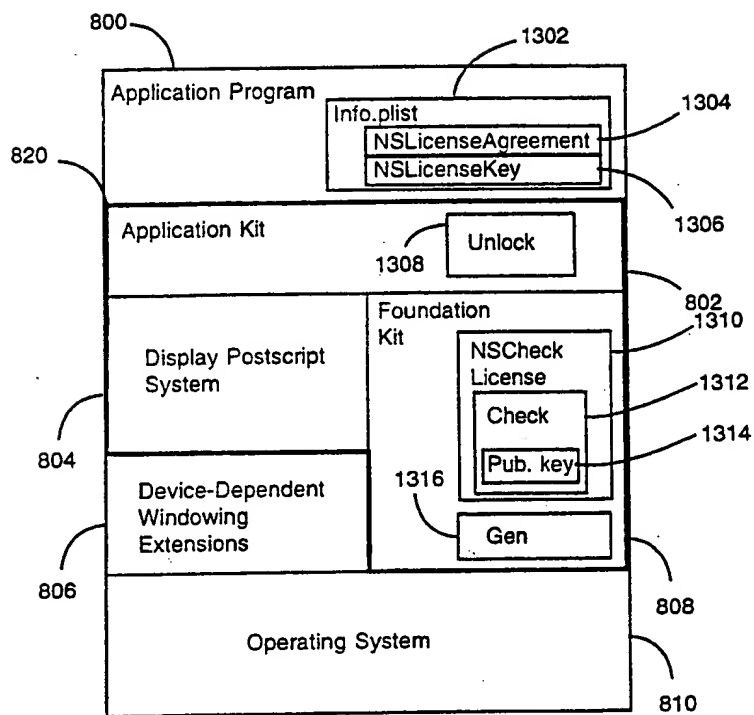 800
1302
Application Program
Info.plist
1304
NSLicenseAgreement
820
NSLicenseKey
1306
Application Kit
Unlock
1308
802
Foundation
Kit
1310
Display Postscript
System
NSCheck
License
1312
Check
1314
Pub. key
804
1316
Device-Dependent
Windowing
Extensions
Gen
806
808
Operating System
810